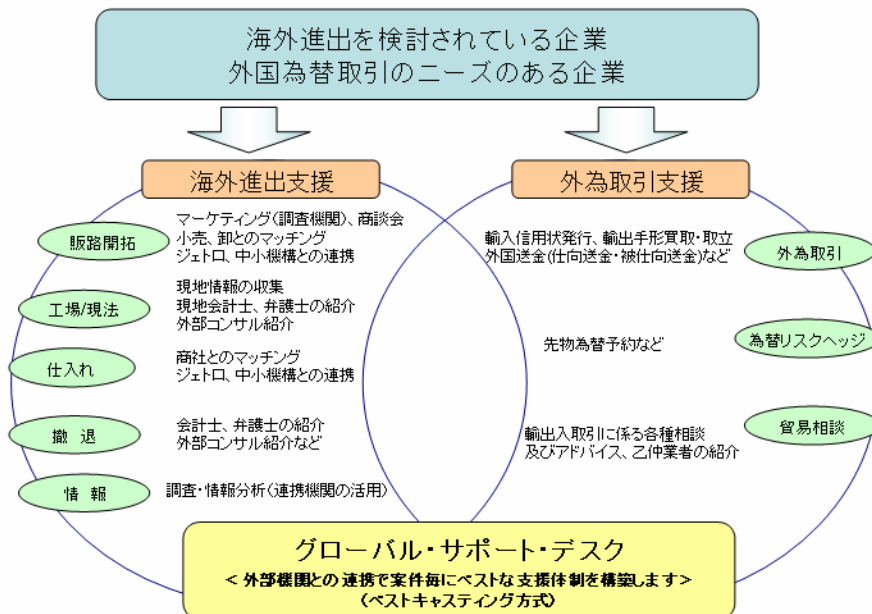 海外進出を検討されている企業
外国為替取引のニーズのある企業
海外進出支援
販路開拓
マーケティング(調査機関)、商談会
小売、卸とのマッチング
ジェトロ、中小機構との連携
工場/現法
現地情報の収集
現地会計士、弁護士の紹介
外部コンサル紹介
仕入れ
商社とのマッチング
ジェトロ、中小機構との連携
撤 退
会計士、弁護士の紹介
外部コンサル紹介など
情 報
調査・情報分析(連携機関の活用)
外為取引支援
輸入信用状発行、輸出手形買取・取立
外国送金(仕向送金・被仕向送金)など
外為取引
先物為替予約など
為替リスクヘッジ
輸出入取引に係る各種相談
及びアドバイス、乙仲業者の紹介
貿易相談
グローバル・サポート・デスク
< 外部機関との連携で案件毎にベストな支援体制を構築します>
(ベストキャスティング方式)